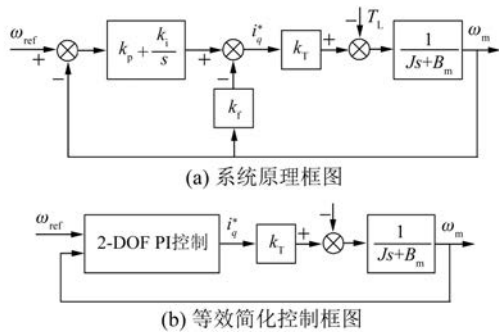 ω_ref
+
−
k_p + k_i/s
+
−
i_q^*
k_T
+
−
T_L
1/(Js+B_m)
ω_m
k_f
(a) 系统原理框图
ω_ref
2-DOF PI控制
i_q^*
k_T
+
−
1/(Js+B_m)
ω_m
(b) 等效简化控制框图